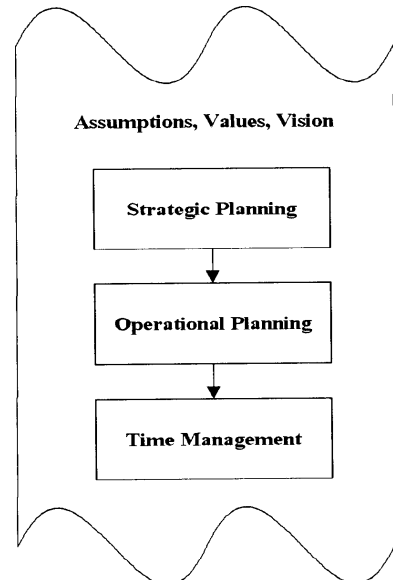 Assumptions, Values, Vision
Strategic Planning
Operational Planning
Time Management